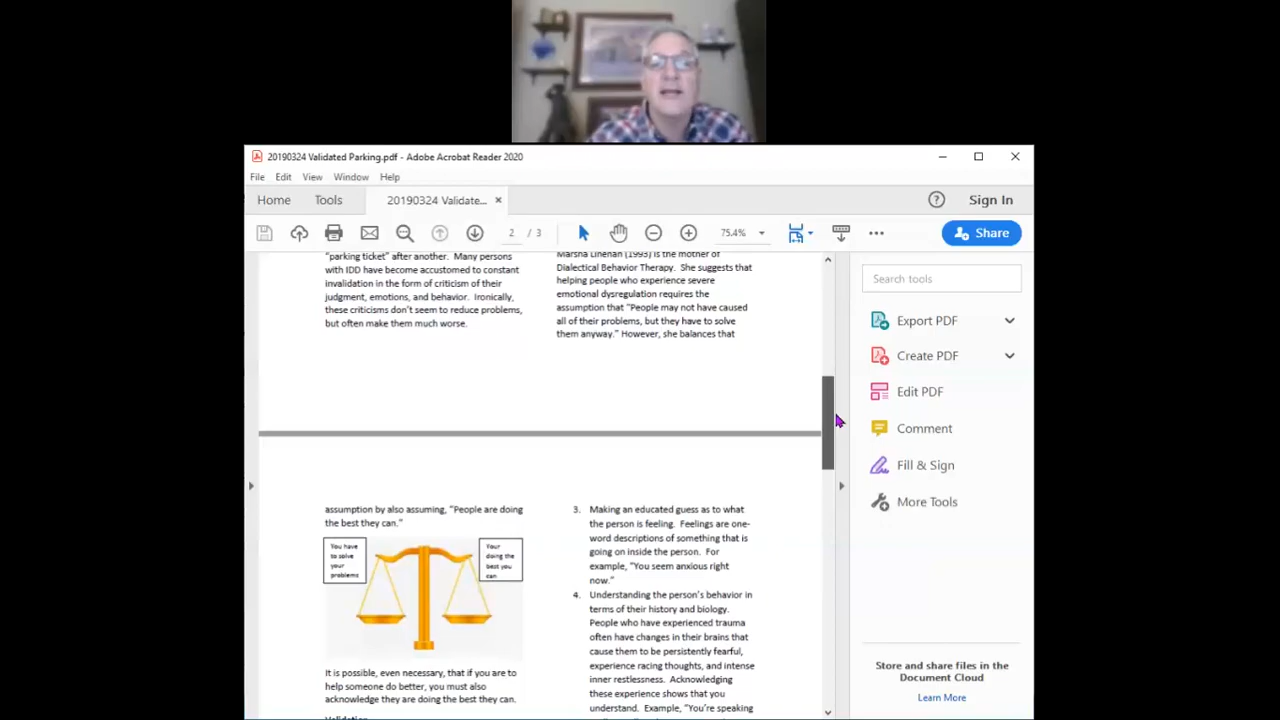 20190324 Validated Parking.pdf - Adobe Acrobat Reader 2020
File Edit View Window Help
Home Tools 20190324 Validate... ×
2 / 3 75.4% Share
? Sign In
"parking ticket" after another. Many persons
with IDD have become accustomed to constant
invalidation in the form of criticism of their
judgment, emotions, and behavior. Ironically,
these criticisms don't seem to reduce problems,
but often make them much worse.
Marsha Linehan (1993) is the mother of
Dialectical Behavior Therapy. She suggests that
helping people who experience severe
emotional dysregulation requires the
assumption that "People may not have caused
all of their problems, but they have to solve
them anyway." However, she balances that
assumption by also assuming, "People are doing
the best they can."
You have
to solve
your
problems
Your
doing the
best you
can
It is possible, even necessary, that if you are to
help someone do better, you must also
acknowledge they are doing the best they can.
Validation
3. Making an educated guess as to what
the person is feeling. Feelings are one-
word descriptions of something that is
going on inside the person. For
example, "You seem anxious right
now."
4. Understanding the person's behavior in
terms of their history and biology.
People who have experienced trauma
often have changes in their brains that
cause them to be persistently fearful,
experience racing thoughts, and intense
inner restlessness. Acknowledging
these experience shows that you
understand. Example, "You're speaking
Search tools
Export PDF
Create PDF
Edit PDF
Comment
Fill & Sign
More Tools
Store and share files in the
Document Cloud
Learn More